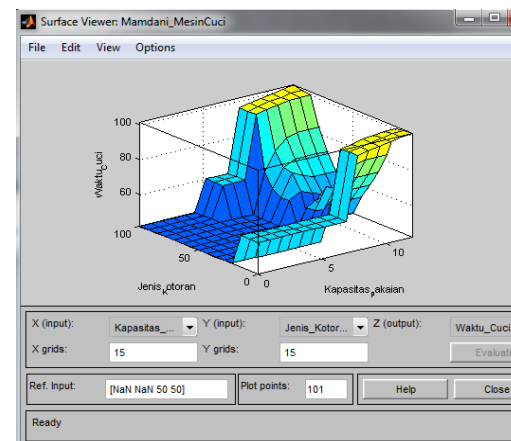 Surface Viewer: Mamdani_MesinCuci
File Edit View Options
100
80
60
Waktu_cuci
100
50
0
Jenis_kotoran
0
5
10
Kapasitas_pakaian
X (input): Kapasitas_... Y (input): Jenis_Kotor... Z (output): Waktu_Cuci
X grids: 15 Y grids: 15 Evaluate
Ref. Input: [NaN NaN 50 50] Plot points: 101 Help Close
Ready